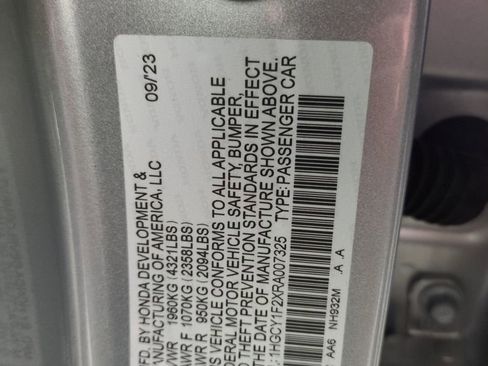 MFD. BY HONDA DEVELOPMENT &
MANUFACTURING OF AMERICA, LLC 09/23
GVWR 1960KG (4321LBS)
GAWR F 1070KG (2358LBS)
GAWR R 950KG (2094LBS)
THIS VEHICLE CONFORMS TO ALL APPLICABLE
FEDERAL MOTOR VEHICLE SAFETY, BUMPER,
AND THEFT PREVENTION STANDARDS IN EFFECT
ON THE DATE OF MANUFACTURE SHOWN ABOVE.
1HGCY1F2XRA007325 TYPE: PASSENGER CAR
AA6 NH932M .A .A